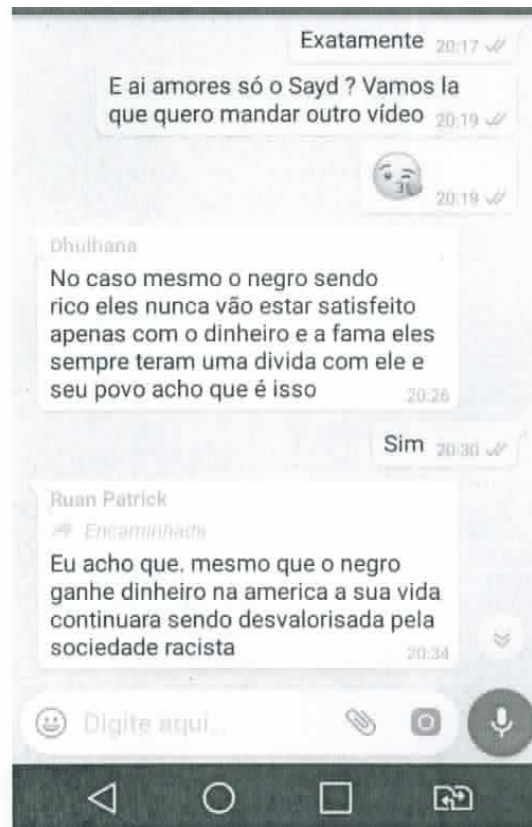 Exatamente 20:17
E ai amores só o Sayd ? Vamos la
que quero mandar outro vídeo 20:19
20:19
Dhulhana
No caso mesmo o negro sendo
rico eles nunca vão estar satisfeito
apenas com o dinheiro e a fama eles
sempre teram uma divida com ele e
seu povo acho que é isso 20:26
Sim 20:30
Ruan Patrick
Encaminhada
Eu acho que. mesmo que o negro
ganhe dinheiro na america a sua vida
continuara sendo desvalorisada pela
sociedade racista 20:34
Digite aqui...